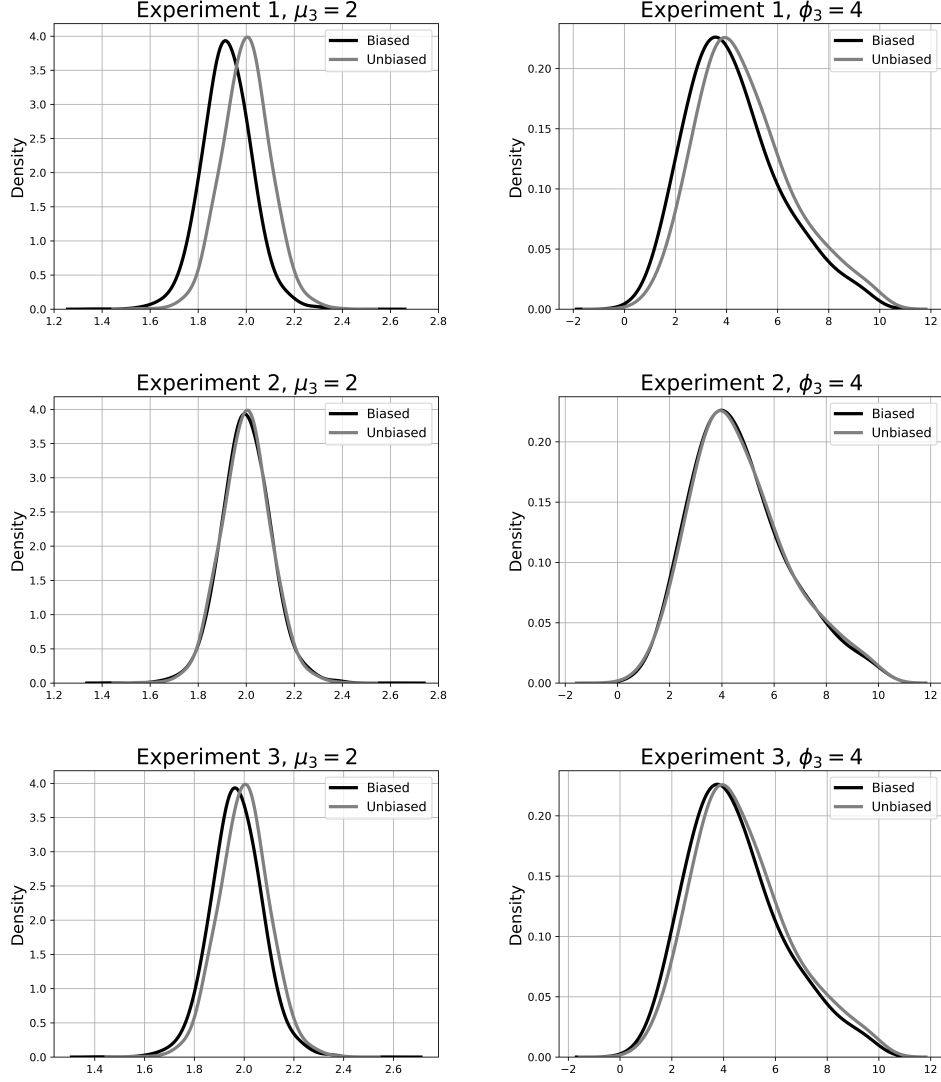 Experiment 1, μ₃ = 2
Density
4.0
3.5
3.0
2.5
2.0
1.5
1.0
0.5
0.0
1.2 1.4 1.6 1.8 2.0 2.2 2.4 2.6 2.8
Biased
Unbiased
Experiment 1, ϕ₃ = 4
Density
0.20
0.15
0.10
0.05
0.00
−2 0 2 4 6 8 10 12
Biased
Unbiased
Experiment 2, μ₃ = 2
Density
4.0
3.5
3.0
2.5
2.0
1.5
1.0
0.5
0.0
1.2 1.4 1.6 1.8 2.0 2.2 2.4 2.6 2.8
Biased
Unbiased
Experiment 2, ϕ₃ = 4
Density
0.20
0.15
0.10
0.05
0.00
−2 0 2 4 6 8 10 12
Biased
Unbiased
Experiment 3, μ₃ = 2
Density
4.0
3.5
3.0
2.5
2.0
1.5
1.0
0.5
0.0
1.4 1.6 1.8 2.0 2.2 2.4 2.6
Biased
Unbiased
Experiment 3, ϕ₃ = 4
Density
0.20
0.15
0.10
0.05
0.00
−2 0 2 4 6 8 10 12
Biased
Unbiased